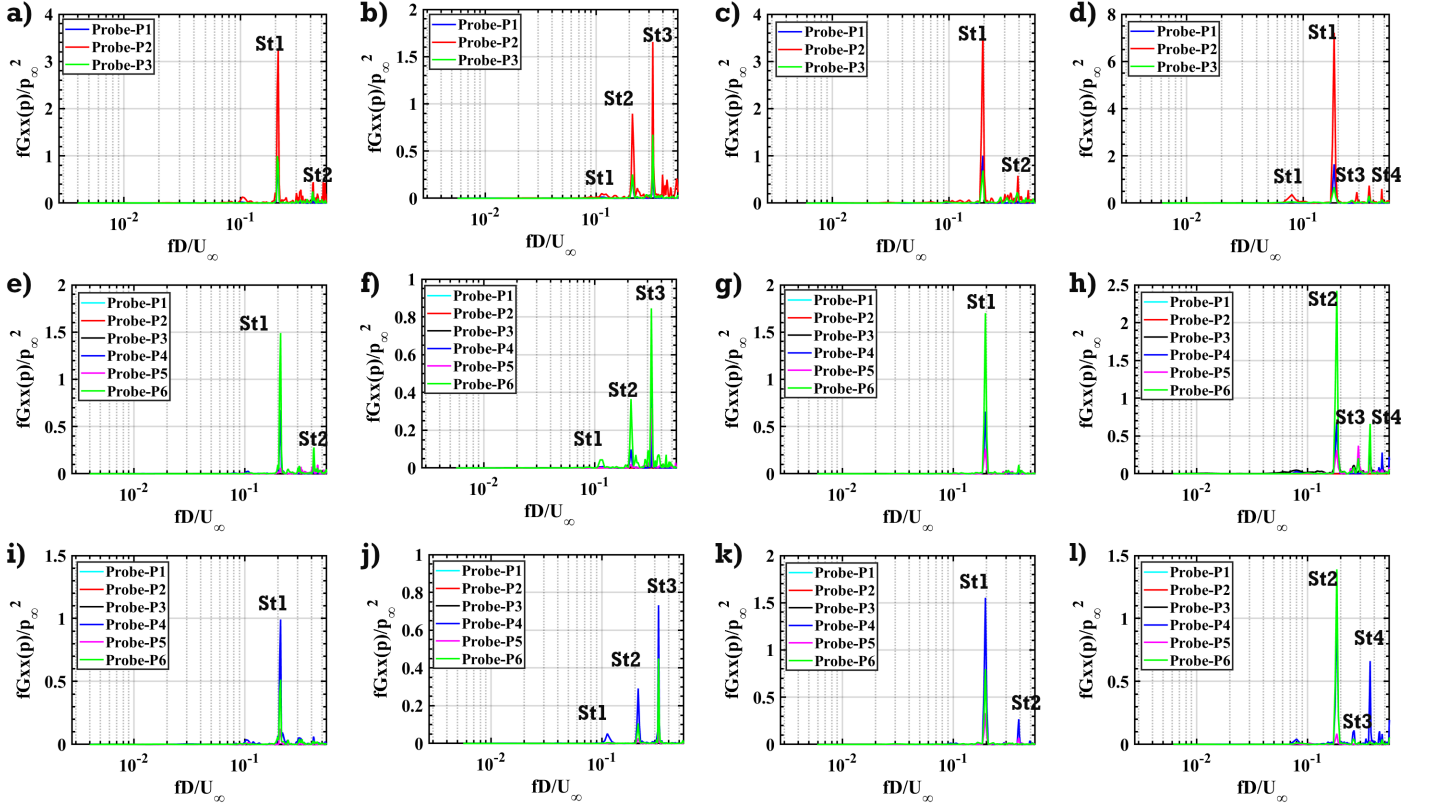 a)
fGxx(p)/p∞²
4
3
2
1
0
Probe-P1
Probe-P2
Probe-P3
St1
St2
10⁻²
10⁻¹
fD/U∞
b)
fGxx(p)/p∞²
2
1.5
1
0.5
0
Probe-P1
Probe-P2
Probe-P3
St1
St2
St3
10⁻²
10⁻¹
fD/U∞
c)
fGxx(p)/p∞²
4
3
2
1
0
Probe-P1
Probe-P2
Probe-P3
St1
St2
10⁻²
10⁻¹
fD/U∞
d)
fGxx(p)/p∞²
8
6
4
2
0
Probe-P1
Probe-P2
Probe-P3
St1
St1
St3
St4
10⁻²
10⁻¹
fD/U∞
e)
fGxx(p)/p∞²
2
1.5
1
0.5
0
Probe-P1
Probe-P2
Probe-P3
Probe-P4
Probe-P5
Probe-P6
St1
St2
10⁻²
10⁻¹
fD/U∞
f)
fGxx(p)/p∞²
1
0.8
0.6
0.4
0.2
0
Probe-P1
Probe-P2
Probe-P3
Probe-P4
Probe-P5
Probe-P6
St1
St2
St3
10⁻²
10⁻¹
fD/U∞
g)
fGxx(p)/p∞²
2
1.5
1
0.5
0
Probe-P1
Probe-P2
Probe-P3
Probe-P4
Probe-P5
Probe-P6
St1
10⁻²
10⁻¹
fD/U∞
h)
fGxx(p)/p∞²
2.5
2
1.5
1
0.5
0
Probe-P1
Probe-P2
Probe-P3
Probe-P4
Probe-P5
Probe-P6
St2
St3
St4
10⁻²
10⁻¹
fD/U∞
i)
fGxx(p)/p∞²
1.5
1
0.5
0
Probe-P1
Probe-P2
Probe-P3
Probe-P4
Probe-P5
Probe-P6
St1
10⁻²
10⁻¹
fD/U∞
j)
fGxx(p)/p∞²
1
0.8
0.6
0.4
0.2
0
Probe-P1
Probe-P2
Probe-P3
Probe-P4
Probe-P5
Probe-P6
St1
St2
St3
10⁻²
10⁻¹
fD/U∞
k)
fGxx(p)/p∞²
2
1.5
1
0.5
0
Probe-P1
Probe-P2
Probe-P3
Probe-P4
Probe-P5
Probe-P6
St1
St2
10⁻²
10⁻¹
fD/U∞
l)
fGxx(p)/p∞²
1.5
1
0.5
0
Probe-P1
Probe-P2
Probe-P3
Probe-P4
Probe-P5
Probe-P6
St2
St3
St4
10⁻²
10⁻¹
fD/U∞